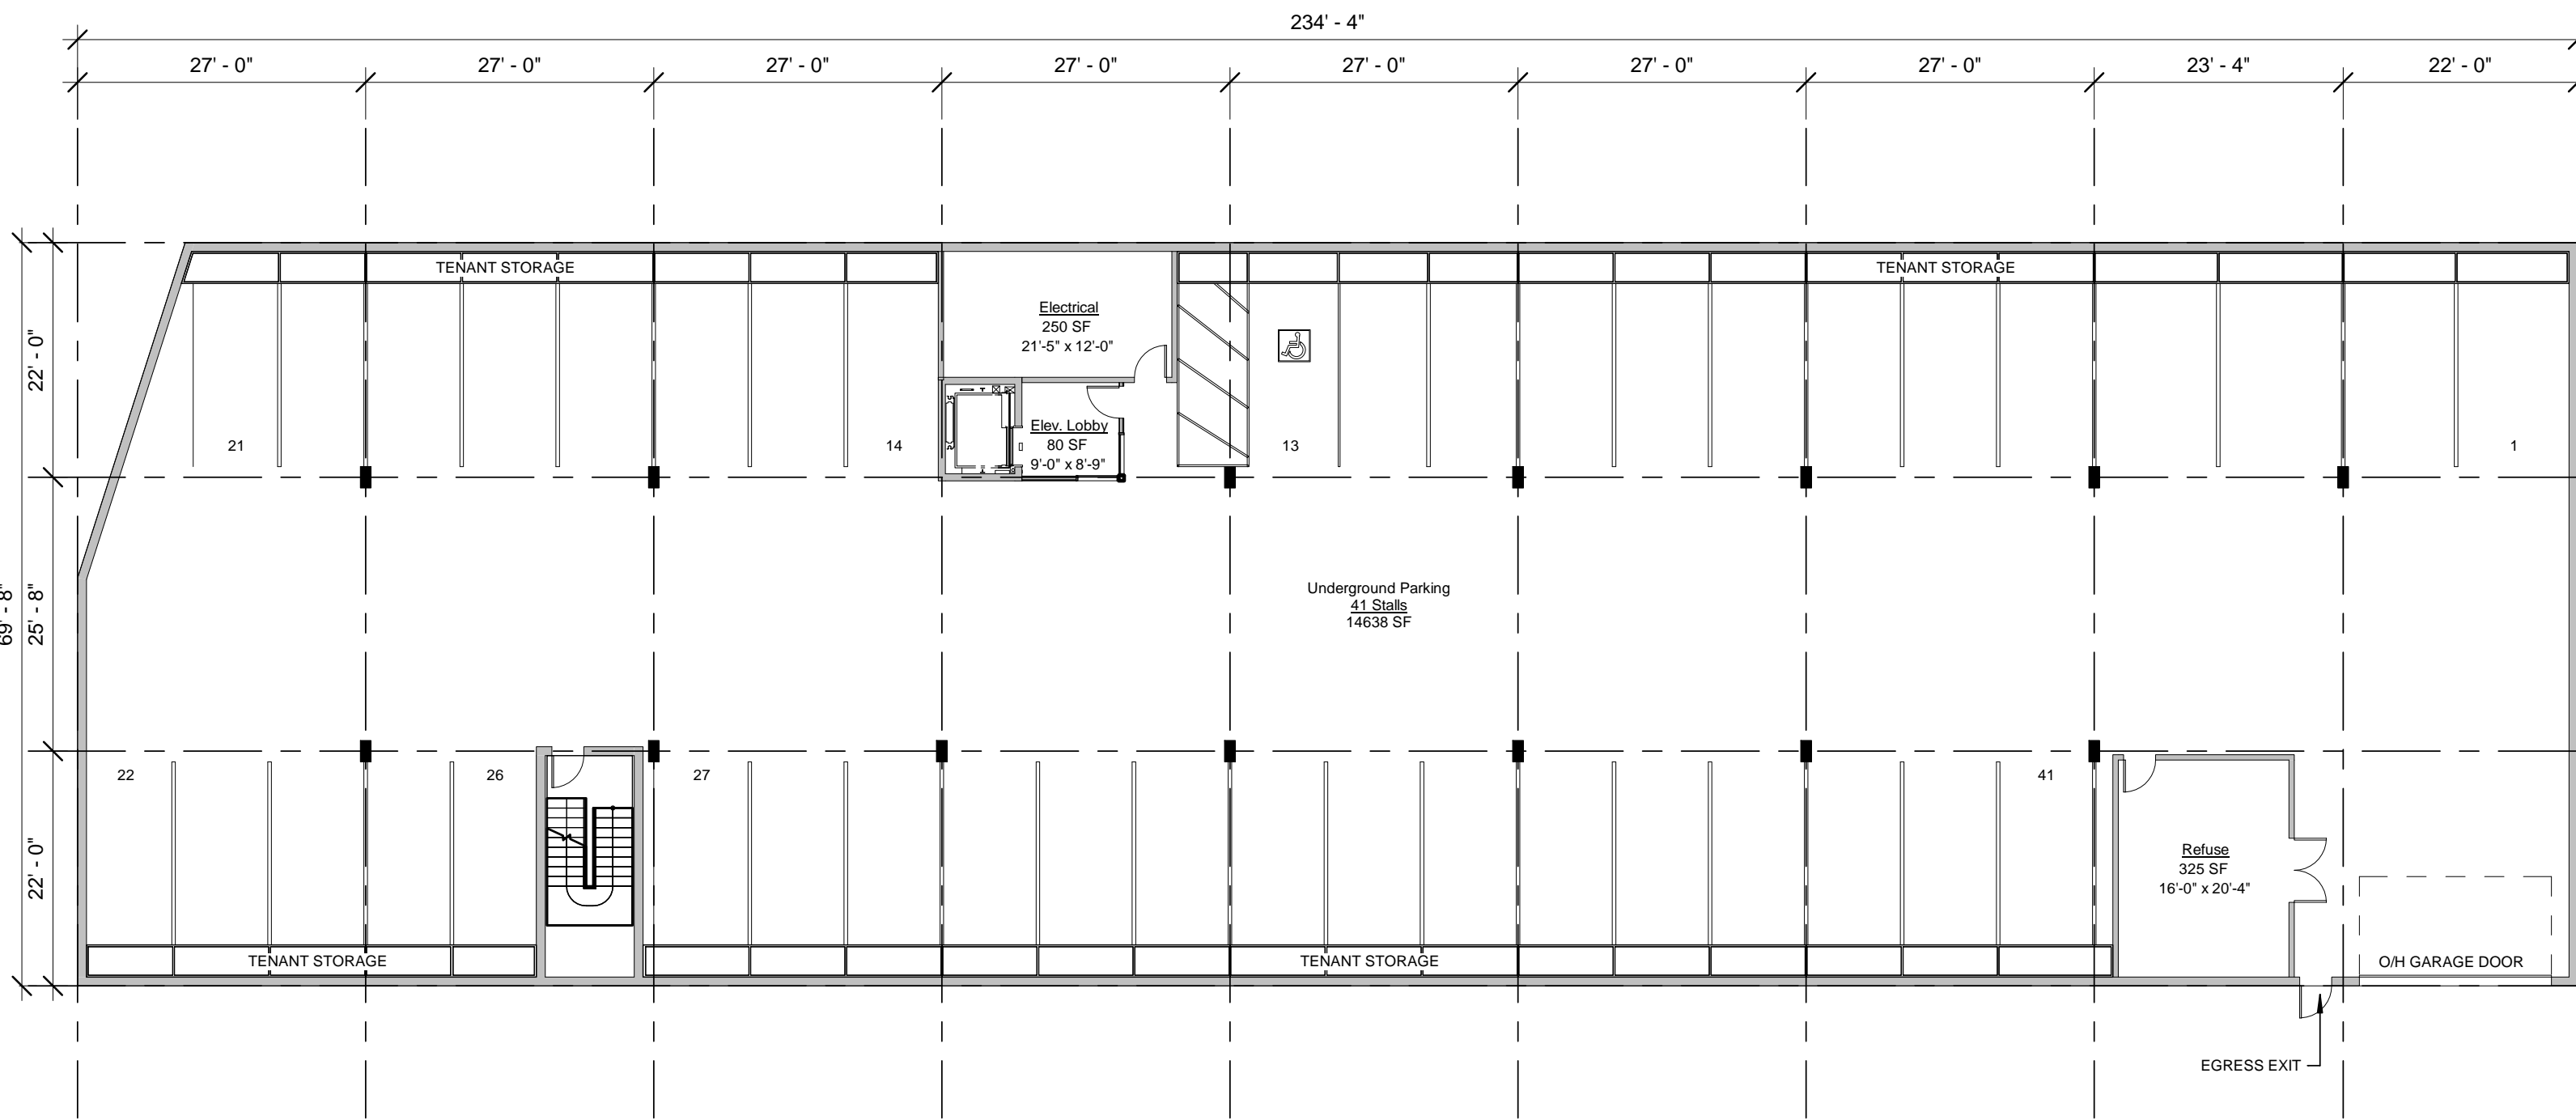 234' - 4"
27' - 0"
27' - 0"
27' - 0"
27' - 0"
27' - 0"
27' - 0"
27' - 0"
23' - 4"
22' - 0"
TENANT STORAGE
TENANT STORAGE
Electrical
250 SF
21'-5" x 12'-0"
22' - 0"
Elev. Lobby
80 SF
9'-0" x 8'-9"
21
14
13
1
69' - 8"
25' - 8"
Underground Parking
41 Stalls
14638 SF
22
26
27
41
22' - 0"
Refuse
325 SF
16'-0" x 20'-4"
TENANT STORAGE
TENANT STORAGE
O/H GARAGE DOOR
EGRESS EXIT